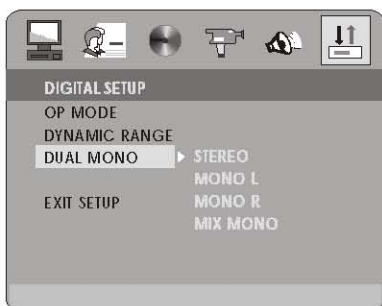 DIGITAL SETUP
OP MODE
DYNAMIC RANGE
DUAL MONO STEREO
MONO L
EXIT SETUP MONO R
MIX MONO